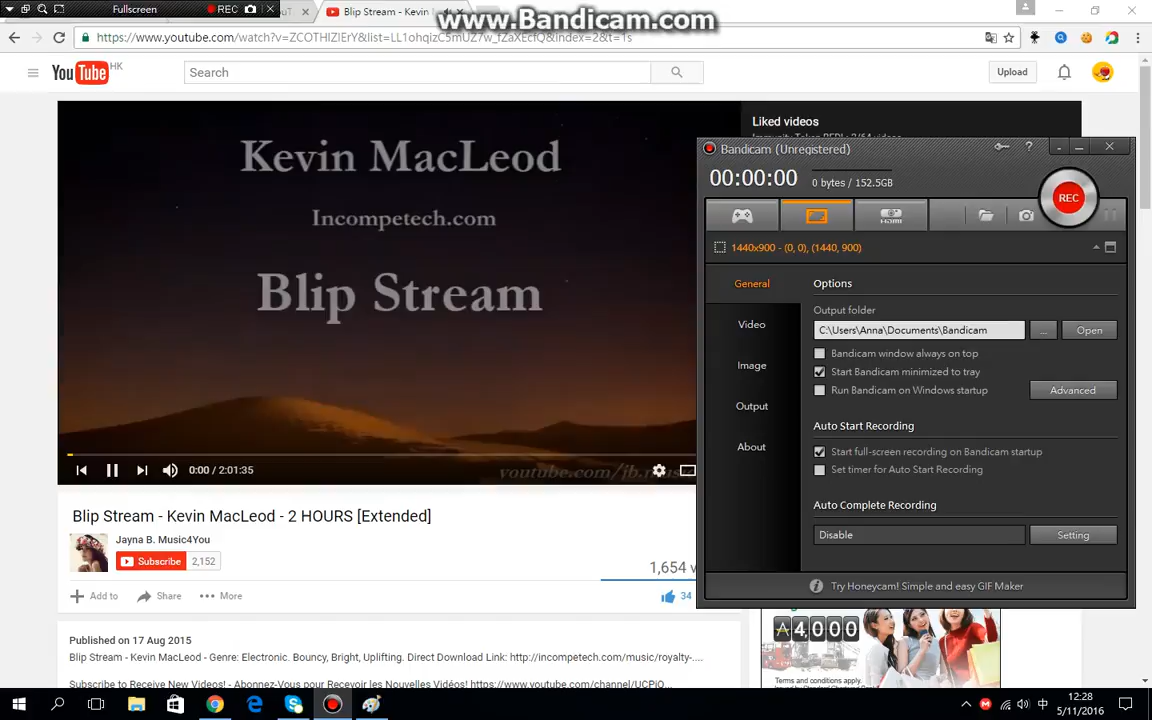 Fullscreen
REC
Blip Stream - Kevin
www.Bandicam.com
https://www.youtube.com/watch?v=ZCOTHIZIErY&list=LL1ohqizC5mUZ7w_fZaXEcfQ&index=2&t=1s
YouTube HK
Search
Upload
Kevin MacLeod
Incompetech.com
Blip Stream
0:00 / 2:01:35
Liked videos
Bandicam (Unregistered)
00:00:00
0 bytes / 152.5GB
REC
HDMI
1440x900 - (0, 0), (1440, 900)
General
Video
Image
Output
About
Options
Output folder
C:\Users\Anna\Documents\Bandicam
...
Open
Bandicam window always on top
Start Bandicam minimized to tray
Run Bandicam on Windows startup
Advanced
Auto Start Recording
Start full-screen recording on Bandicam startup
Set timer for Auto Start Recording
Auto Complete Recording
Disable
Setting
Try Honeycam! Simple and easy GIF Maker
Blip Stream - Kevin MacLeod - 2 HOURS [Extended]
Jayna B. Music4You
Subscribe
2,152
1,654
Add to
Share
More
34
Published on 17 Aug 2015
Blip Stream - Kevin MacLeod - Genre: Electronic. Bouncy, Bright, Uplifting. Direct Download Link: http://incompetech.com/music/royalty-....
Subscribe to Receive New Videos! - Abonnez-Vous pour Recevoir les Nouvelles Vidéos! https://www.youtube.com/channel/UCPiO...
4,000
Terms and conditions apply.
中
12:28
5/11/2016